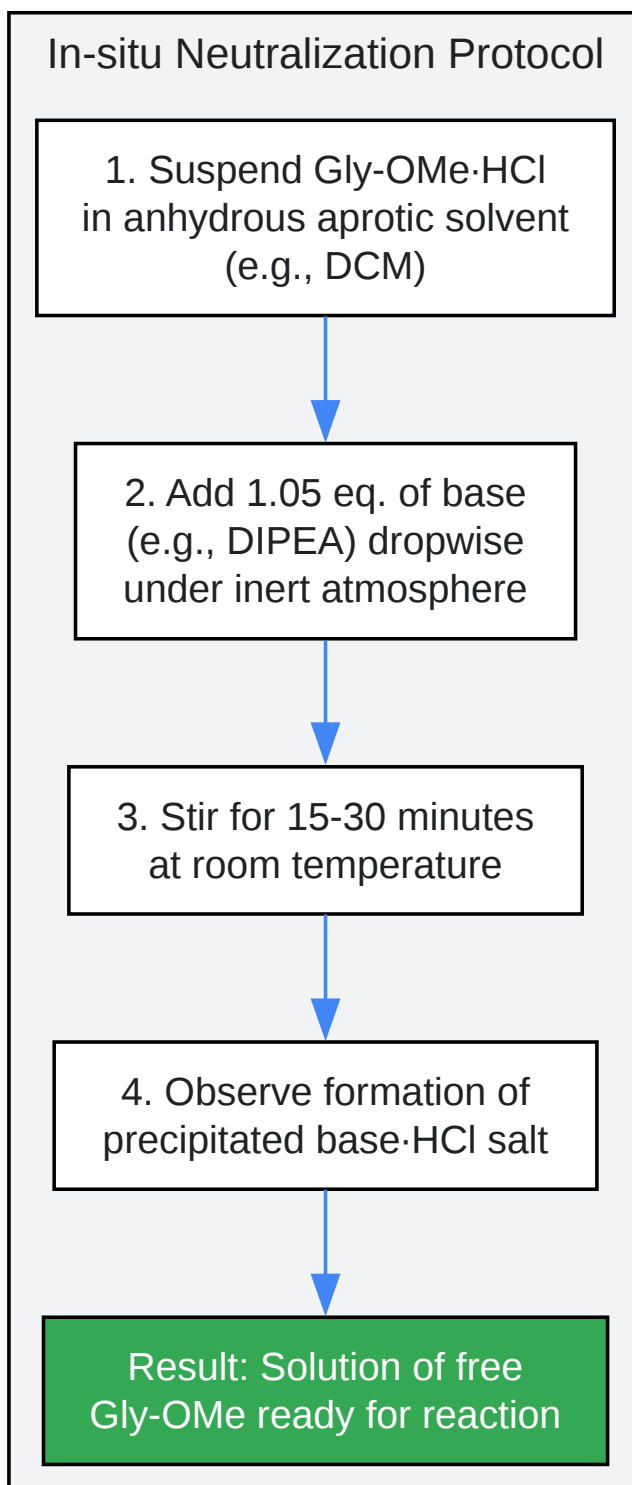 In-situ Neutralization Protocol
1. Suspend Gly-OMe·HCl
in anhydrous aprotic solvent
(e.g., DCM)
2. Add 1.05 eq. of base
(e.g., DIPEA) dropwise
under inert atmosphere
3. Stir for 15-30 minutes
at room temperature
4. Observe formation of
precipitated base·HCl salt
Result: Solution of free
Gly-OMe ready for reaction